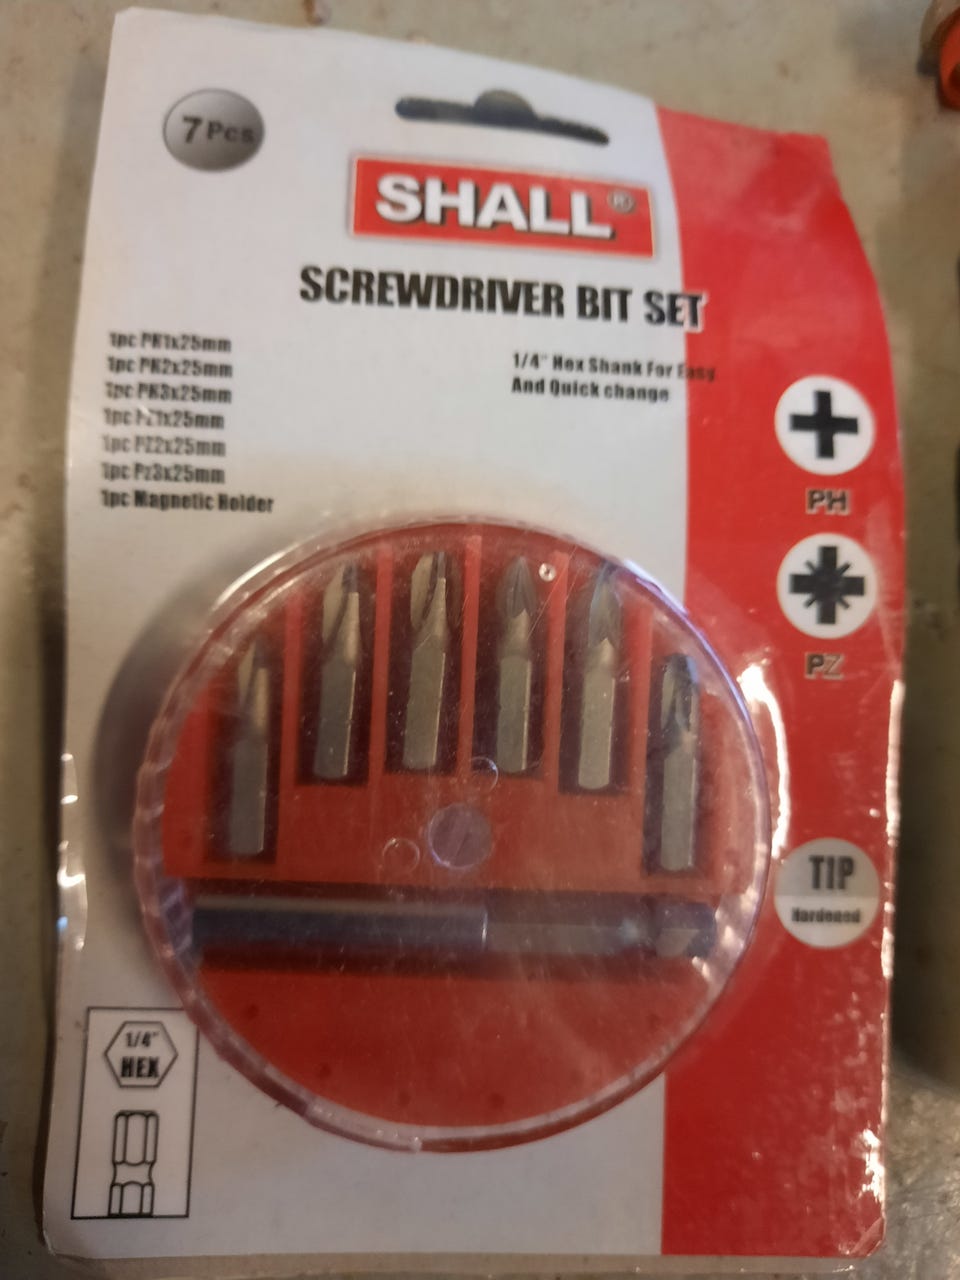 7 Pcs
SHALL®
SCREWDRIVER BIT SET
1pc PH1x25mm
1pc PH2x25mm
1pc PH3x25mm
1pc PZ1x25mm
1pc PZ2x25mm
1pc Pz3x25mm
1pc Magnetic Holder
1/4" Hex Shank For Easy
And Quick change
PH
PZ
TIP
Hardened
1/4"
HEX